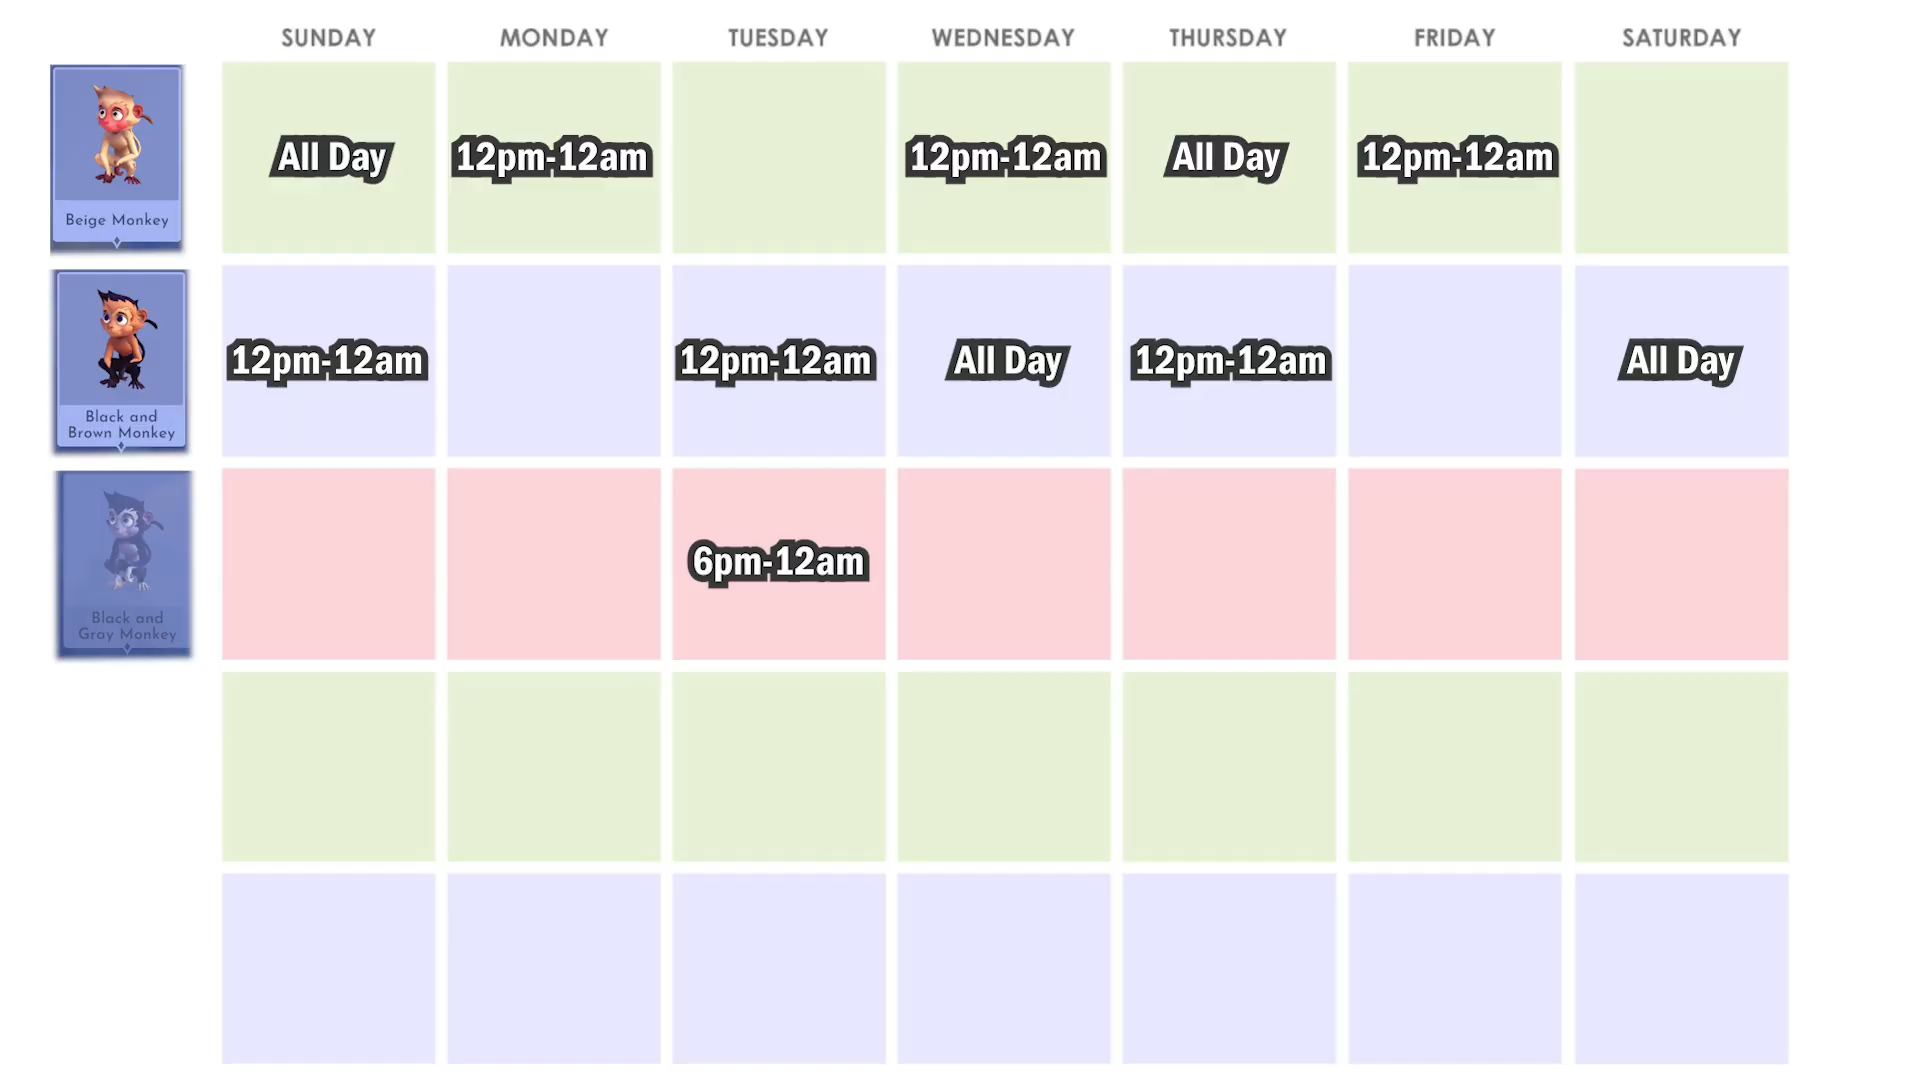 SUNDAY MONDAY TUESDAY WEDNESDAY THURSDAY FRIDAY SATURDAY
All Day 12pm-12am 12pm-12am All Day 12pm-12am
Beige Monkey
12pm-12am 12pm-12am All Day 12pm-12am All Day
Black and
Brown Monkey
6pm-12am
Black and
Gray Monkey